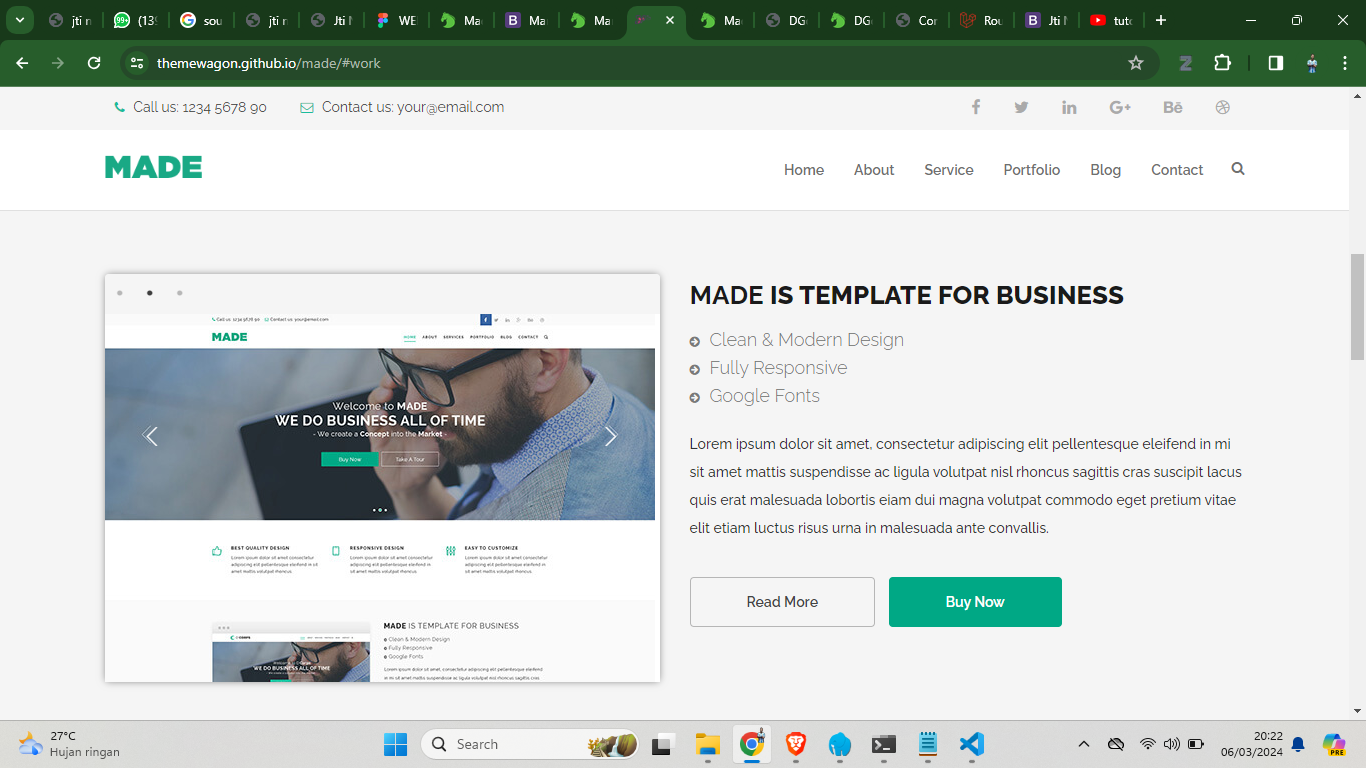 jti n
(139
sou
jti n
Jti N
WE
Mac
Ma
Ma
Ma
DG
DG
Cor
Rou
Jti N
tuto
themewagon.github.io/made/#work
Call us: 1234 5678 90
Contact us: your@email.com
MADE
Home
About
Service
Portfolio
Blog
Contact
Call us: 1234 5678 90
Contact us: your@email.com
MADE
HOME
ABOUT
SERVICES
PORTFOLIO
BLOG
CONTACT
Welcome to MADE
WE DO BUSINESS ALL OF TIME
- We create a Concept into the Market -
Buy Now
Take A Tour
BEST QUALITY DESIGN
Lorem ipsum dolor sit amet consectetur
adipiscing elit pellentesque eleifend in sit
amet mattis volutpat rhoncus.
RESPONSIVE DESIGN
Lorem ipsum dolor sit amet consectetur
adipiscing elit pellentesque eleifend in sit
amet mattis volutpat rhoncus.
EASY TO CUSTOMIZE
Lorem ipsum dolor sit amet consectetur
adipiscing elit pellentesque eleifend in sit
amet mattis volutpat rhoncus.
WE DO BUSINESS ALL OF TIME
MADE IS TEMPLATE FOR BUSINESS
Clean & Modern Design
Fully Responsive
Google Fonts
Lorem ipsum dolor sit amet, consectetur adipiscing elit pellentesque eleifend
in mi sit amet mattis suspendisse ac ligula volutpat nisl rhoncus sagittis cras
MADE IS TEMPLATE FOR BUSINESS
Clean & Modern Design
Fully Responsive
Google Fonts
Lorem ipsum dolor sit amet, consectetur adipiscing elit pellentesque eleifend in mi
sit amet mattis suspendisse ac ligula volutpat nisl rhoncus sagittis cras suscipit lacus
quis erat malesuada lobortis eiam dui magna volutpat commodo eget pretium vitae
elit etiam luctus risus urna in malesuada ante convallis.
Read More
Buy Now
27°C
Hujan ringan
Search
20:22
06/03/2024
PRE